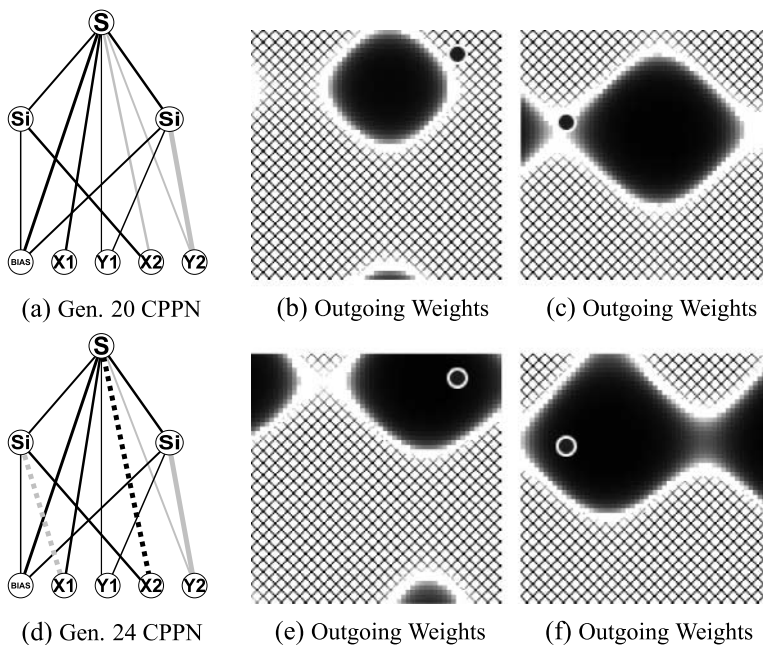 S
Si Si
BIAS X1 Y1 X2 Y2
(a) Gen. 20 CPPN (b) Outgoing Weights (c) Outgoing Weights
S
Si Si
BIAS X1 Y1 X2 Y2
(d) Gen. 24 CPPN (e) Outgoing Weights (f) Outgoing Weights